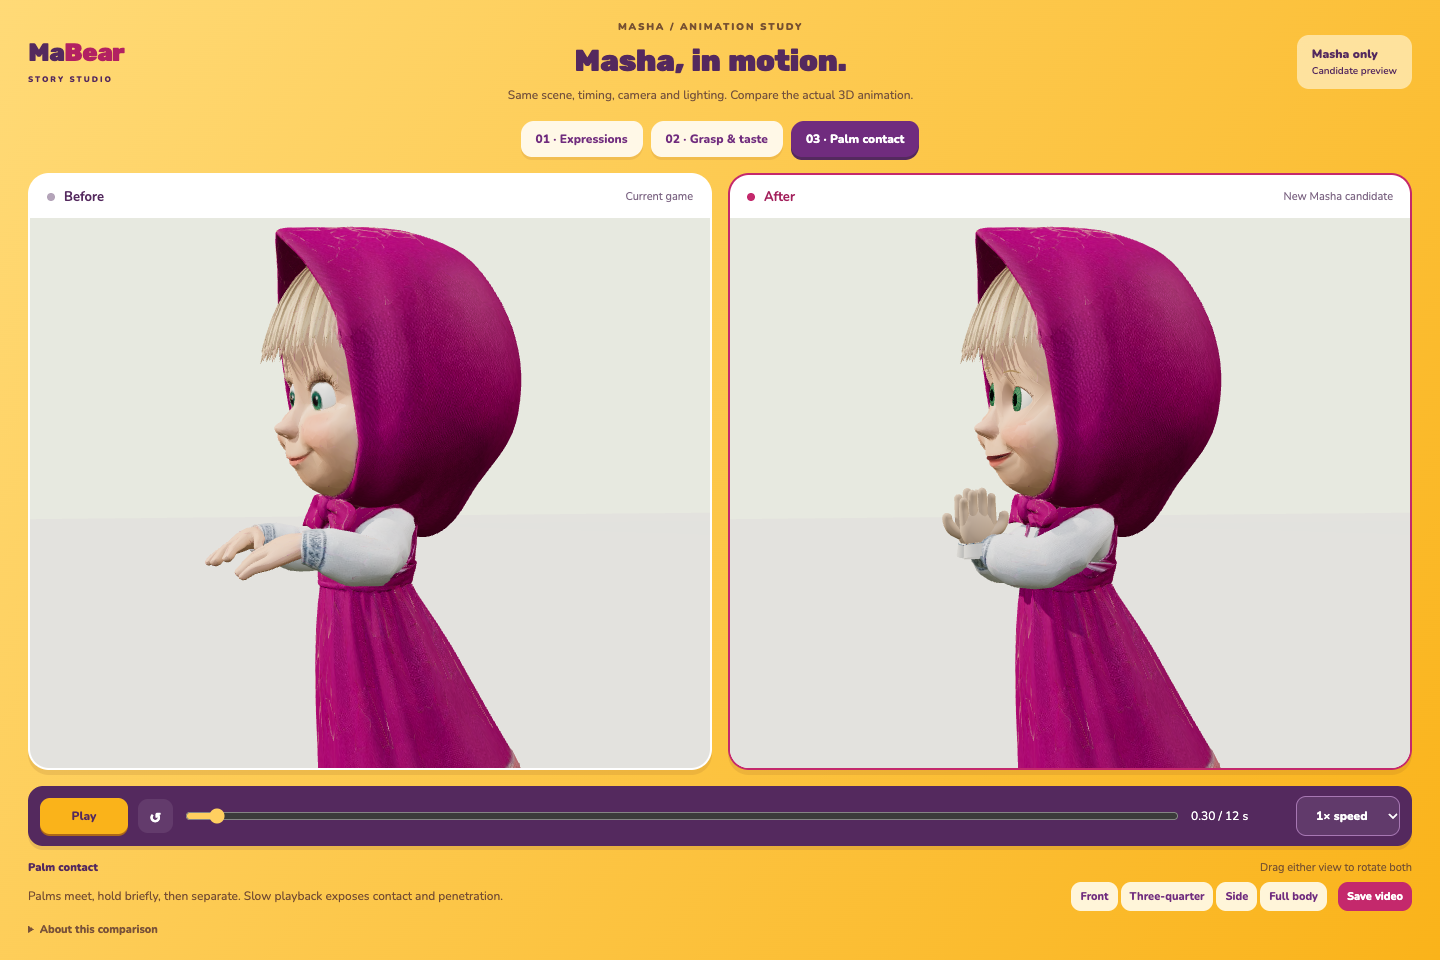 MaBear
STORY STUDIO
MASHA / ANIMATION STUDY
Masha, in motion.
Same scene, timing, camera and lighting. Compare the actual 3D animation.
Masha only
Candidate preview
01 · Expressions
02 · Grasp & taste
03 · Palm contact
Before
Current game
After
New Masha candidate
Play
↺
0.30 / 12 s
1× speed
Palm contact
Drag either view to rotate both
Palms meet, hold briefly, then separate. Slow playback exposes contact and penetration.
Front
Three-quarter
Side
Full body
Save video
About this comparison